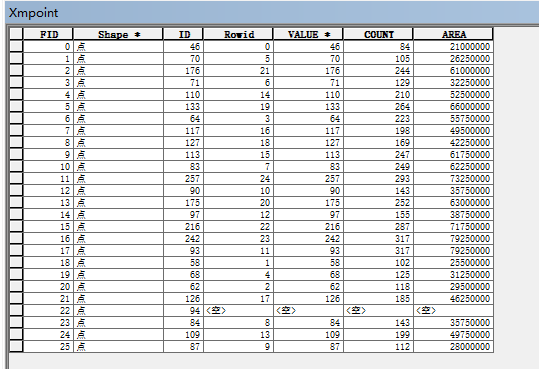 Xmpoint
FID Shape * ID Rowid VALUE * COUNT AREA
0 点 46 0 46 84 21000000
1 点 70 5 70 105 26250000
2 点 176 21 176 244 61000000
3 点 71 6 71 129 32250000
4 点 110 14 110 210 52500000
5 点 133 19 133 264 66000000
6 点 64 3 64 223 55750000
7 点 117 16 117 198 49500000
8 点 127 18 127 169 42250000
9 点 113 15 113 247 61750000
10 点 83 7 83 249 62250000
11 点 257 24 257 293 73250000
12 点 90 10 90 143 35750000
13 点 175 20 175 252 63000000
14 点 97 12 97 155 38750000
15 点 216 22 216 287 71750000
16 点 242 23 242 317 79250000
17 点 93 11 93 317 79250000
18 点 58 1 58 102 25500000
19 点 68 4 68 125 31250000
20 点 62 2 62 118 29500000
21 点 126 17 126 185 46250000
22 点 94 <空> <空> <空> <空>
23 点 84 8 84 143 35750000
24 点 109 13 109 199 49750000
25 点 87 9 87 112 28000000